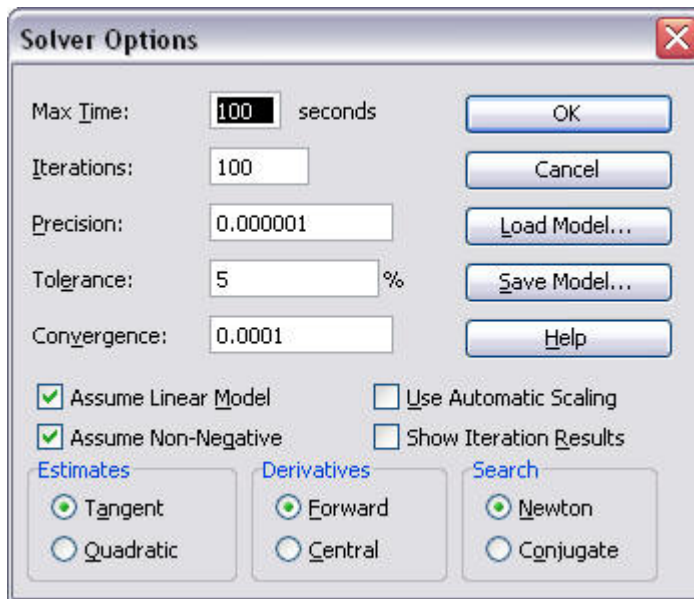 Solver Options
Max Time: 100 seconds OK
Iterations: 100 Cancel
Precision: 0.000001 Load Model...
Tolerance: 5 % Save Model...
Convergence: 0.0001 Help
Assume Linear Model Use Automatic Scaling
Assume Non-Negative Show Iteration Results
Estimates Derivatives Search
Tangent Forward Newton
Quadratic Central Conjugate